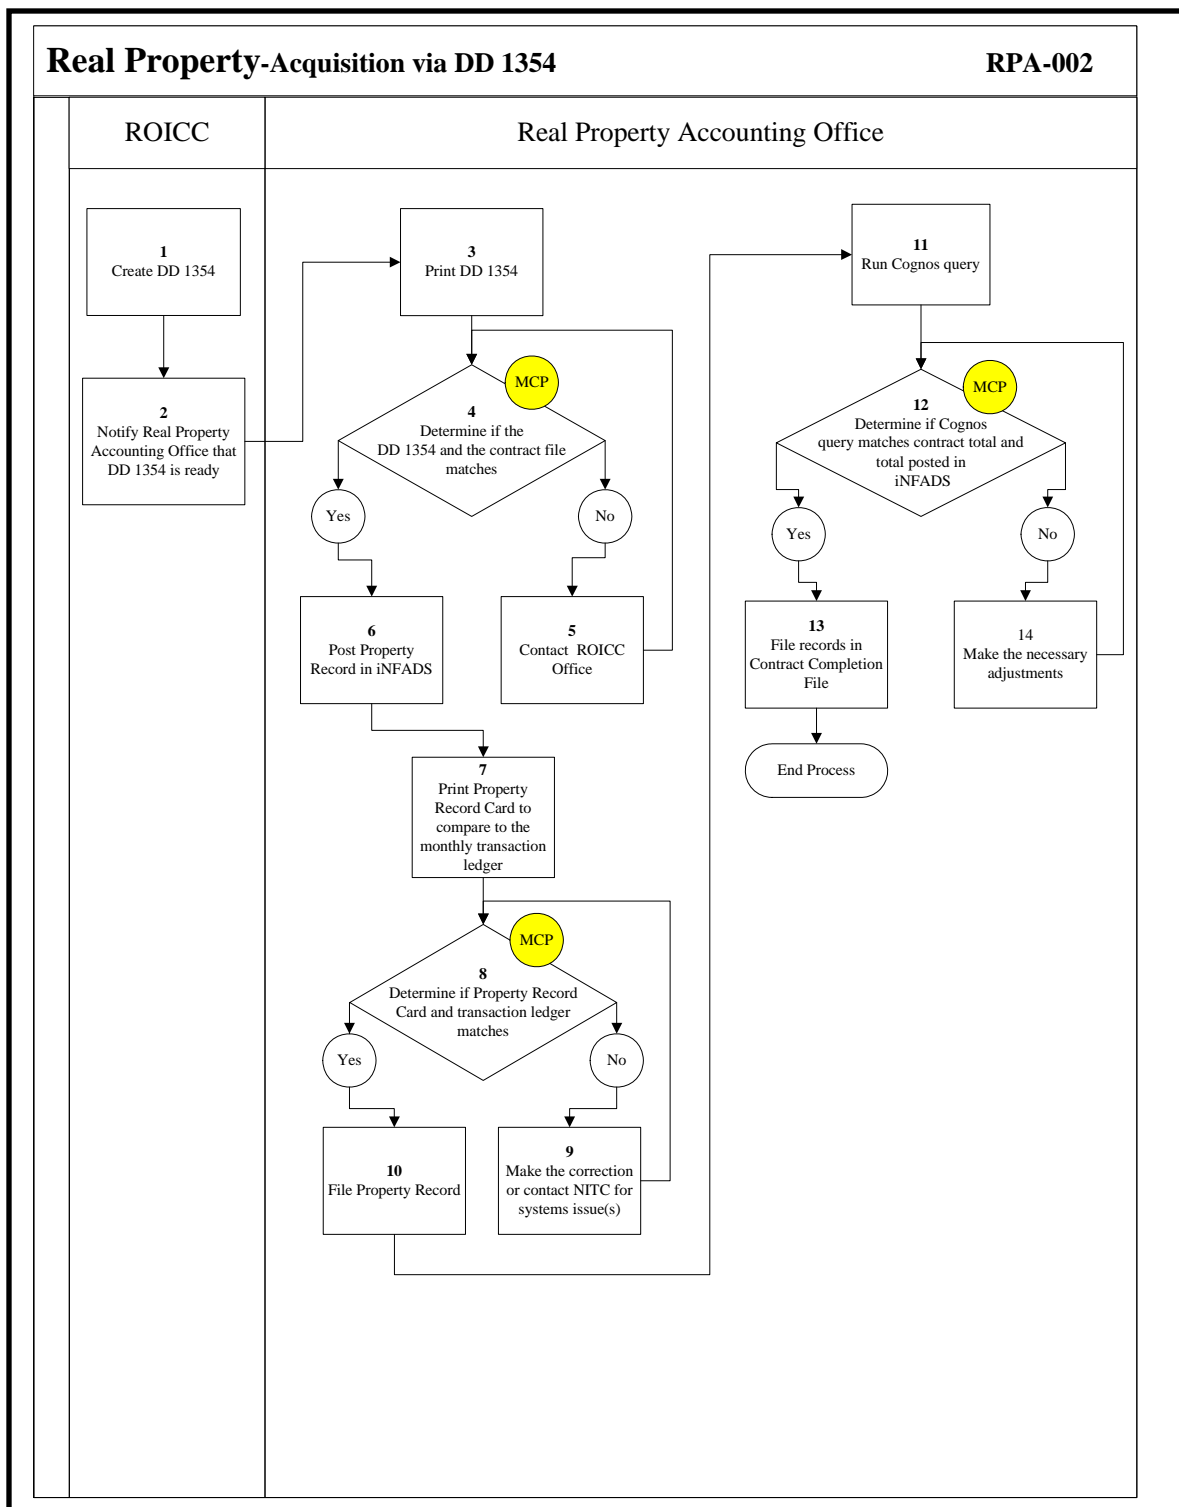 Real Property-Acquisition via DD 1354 RPA-002
ROICC
Real Property Accounting Office
1
Create DD 1354
2
Notify Real Property
Accounting Office that
DD 1354 is ready
3
Print DD 1354
MCP
4
Determine if the
DD 1354 and the contract file
matches
Yes
No
6
Post Property
Record in iNFADS
5
Contact ROICC
Office
7
Print Property
Record Card to
compare to the
monthly transaction
ledger
MCP
8
Determine if Property Record
Card and transaction ledger
matches
Yes
No
10
File Property Record
9
Make the correction
or contact NITC for
systems issue(s)
11
Run Cognos query
MCP
12
Determine if Cognos
query matches contract total and
total posted in
iNFADS
Yes
No
13
File records in
Contract Completion
File
14
Make the necessary
adjustments
End Process